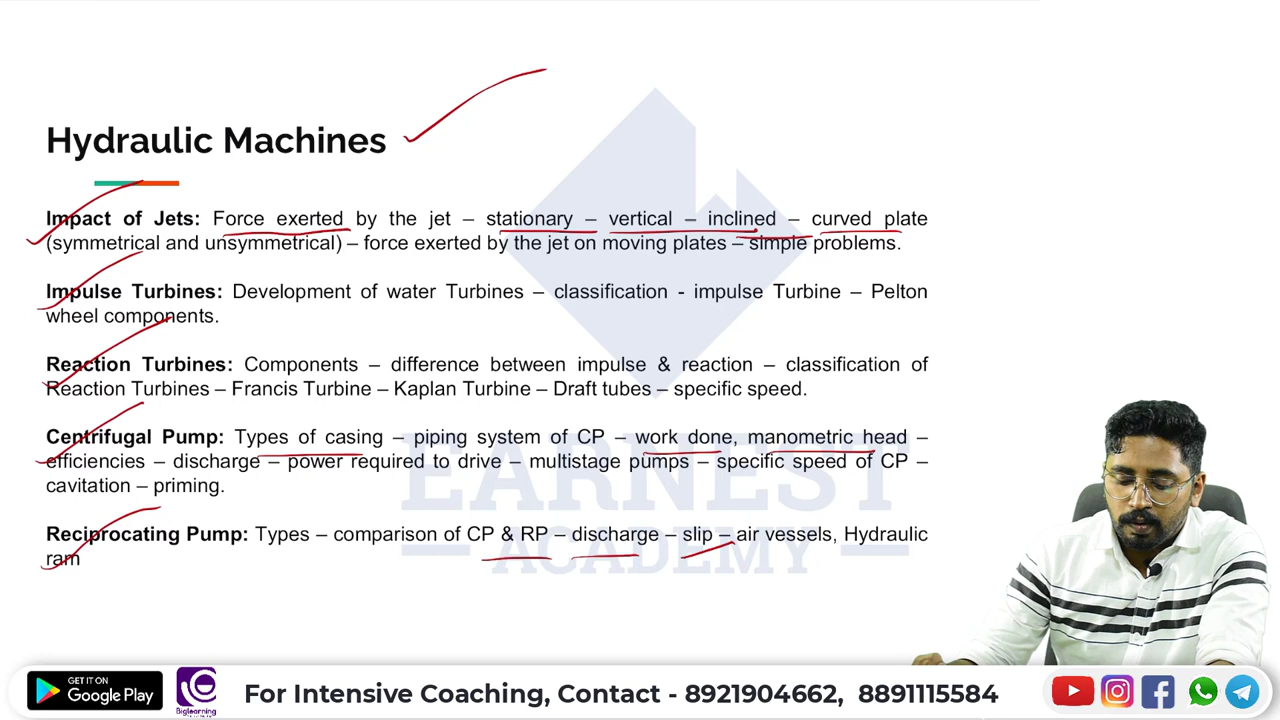 Hydraulic Machines
Impact of Jets: Force exerted by the jet – stationary – vertical – inclined – curved plate
(symmetrical and unsymmetrical) – force exerted by the jet on moving plates – simple problems.
Impulse Turbines: Development of water Turbines – classification - impulse Turbine – Pelton
wheel components.
Reaction Turbines: Components – difference between impulse & reaction – classification of
Reaction Turbines – Francis Turbine – Kaplan Turbine – Draft tubes – specific speed.
Centrifugal Pump: Types of casing – piping system of CP – work done, manometric head –
efficiencies – discharge – power required to drive – multistage pumps – specific speed of CP –
cavitation – priming.
Reciprocating Pump: Types – comparison of CP & RP – discharge – slip – air vessels, Hydraulic
ram
EARNEST
ACADEMY
GET IT ON
Google Play
Biglearning
For Intensive Coaching, Contact - 8921904662, 8891115584